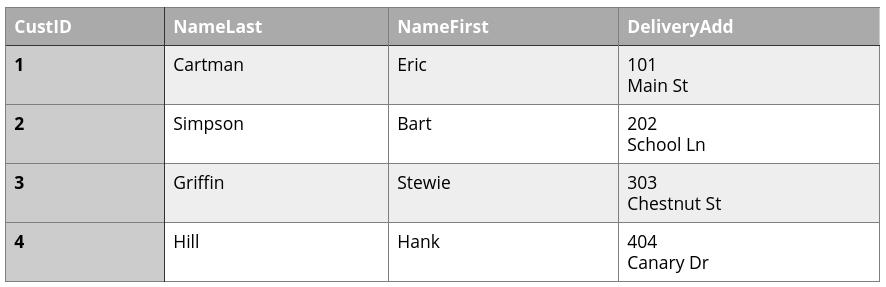 CustID NameLast NameFirst DeliveryAdd
1 Cartman Eric 101
Main St
2 Simpson Bart 202
School Ln
3 Griffin Stewie 303
Chestnut St
4 Hill Hank 404
Canary Dr